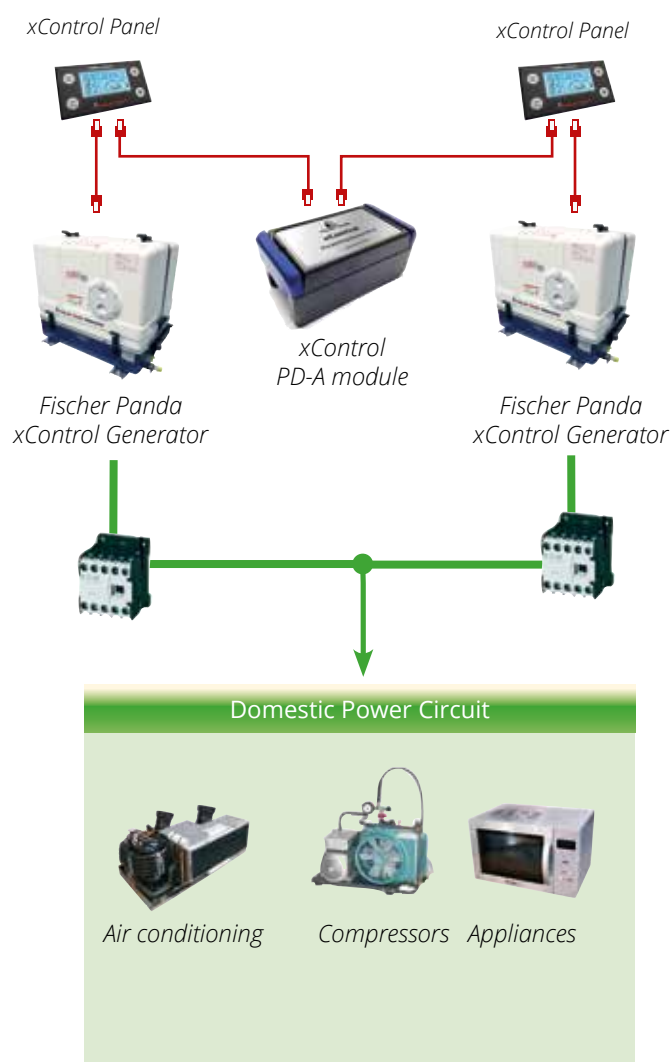 xControl Panel
xControl Panel
xControl
xControl
PD-A module
Fischer Panda
xControl Generator
Fischer Panda
xControl Generator
Domestic Power Circuit
Air conditioning
Compressors
Appliances